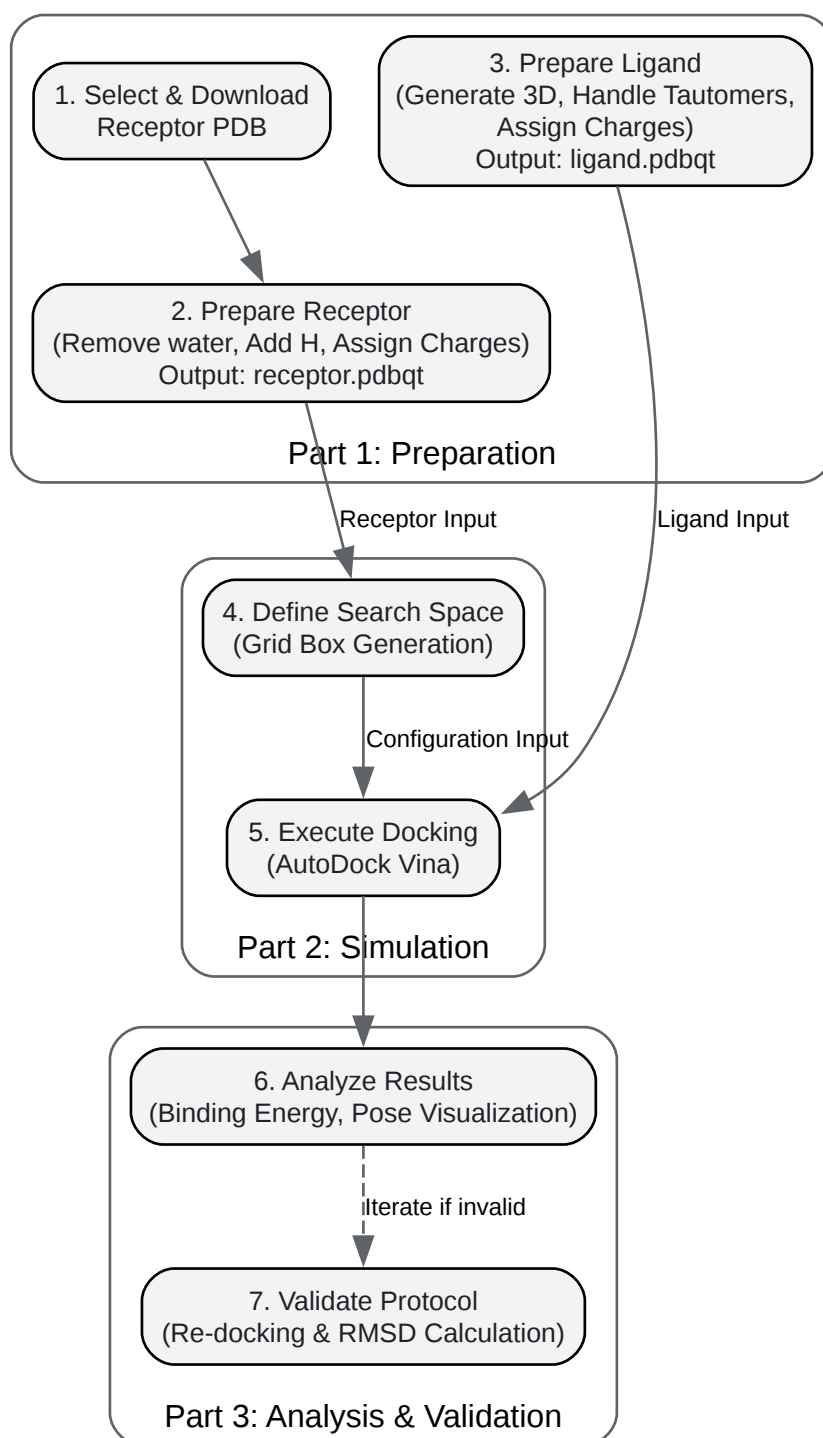 1. Select & Download
Receptor PDB
3. Prepare Ligand
(Generate 3D, Handle Tautomers,
Assign Charges)
Output: ligand.pdbqt
2. Prepare Receptor
(Remove water, Add H, Assign Charges)
Output: receptor.pdbqt
Part 1: Preparation
Receptor Input
Ligand Input
4. Define Search Space
(Grid Box Generation)
Configuration Input
5. Execute Docking
(AutoDock Vina)
Part 2: Simulation
6. Analyze Results
(Binding Energy, Pose Visualization)
Iterate if invalid
7. Validate Protocol
(Re-docking & RMSD Calculation)
Part 3: Analysis & Validation